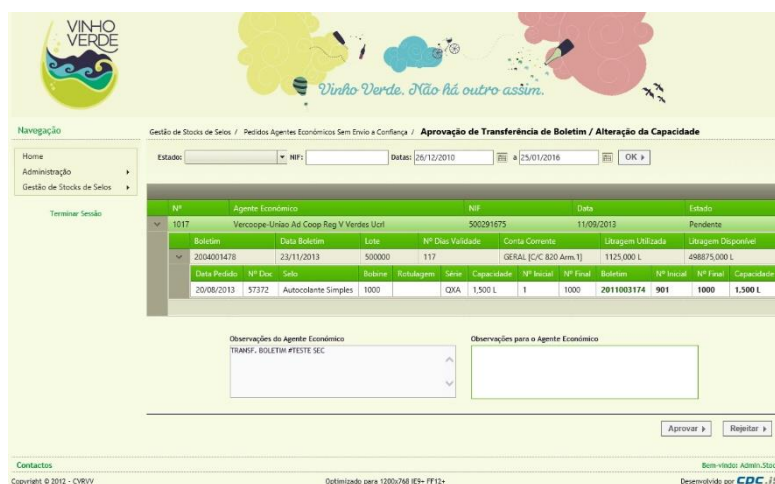 VINHO
VERDE
Vinho Verde. Não há outro assim.
Navegação
Gestão de Stocks de Selos / Pedidos Agentes Económicos Sem Envio a Confiança / Aprovação de Transferência de Boletim / Alteração da Capacidade
Home
Administração
Gestão de Stocks de Selos
Terminar Sessão
Estado: NIF: Datas: 26/12/2010 a 25/01/2016 OK
Nº Agente Económico NIF Data Estado
1017 Vercoope-Uniao Ad Coop Reg V Verdes Ucrl 500291675 11/09/2013 Pendente
Boletim Data Boletim Lote Nº Dias Validade Conta Corrente Litragem Utilizada Litragem Disponível
2004001478 23/11/2013 500000 117 GERAL [C/C 820 Arm.1] 1125,000 L 498875,000 L
Data Pedido Nº Doc Selo Bobine Rotulagem Série Capacidade Nº Inicial Nº Final Boletim Nº Inicial Nº Final Capacidade
20/08/2013 57372 Autocolante Simples 1000 QXA 1,500 L 1 1000 2011003174 901 1000 1.500 L
Observações do Agente Económico Observações para o Agente Económico
TRANSF. BOLETIM #TESTE SEC
Aprovar Rejeitar
Contactos Bem-vindo: Admin.Stoc
Copyright © 2012 - CVRVV Optimizado para 1200x768 IE9+ FF12+ Desenvolvido por